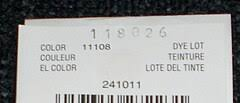 118026
COLOR 11108 DYE LOT
COULEUR TEINTURE
EL COLOR LOTE DEL TINTE
241011